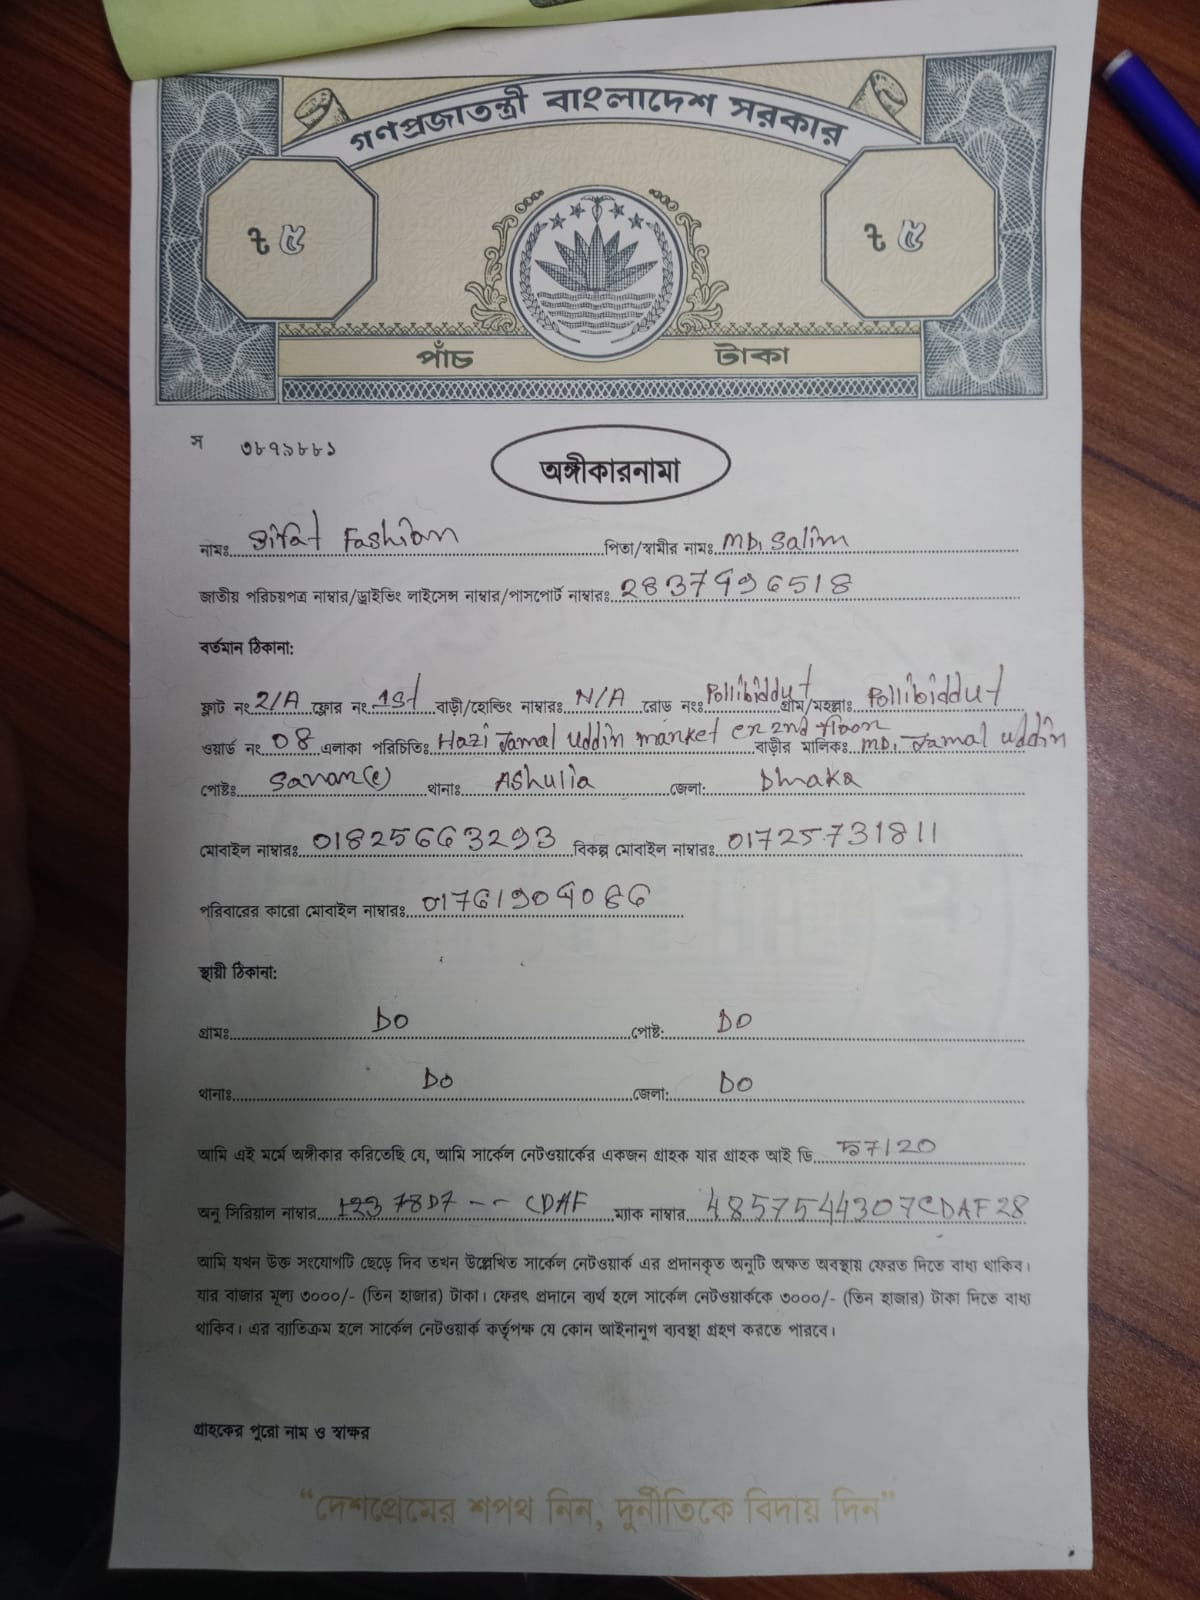 গণপ্রজাতন্ত্রী বাংলাদেশ সরকার
৳ ৫ ৳ ৫
পাঁচ টাকা
স ৩৮৭৯৮৮১
অঙ্গীকারনামা
নামঃ Sifat Fashion পিতা/স্বামীর নামঃ MD. Salim
জাতীয় পরিচয়পত্র নাম্বার/ড্রাইভিং লাইসেন্স নাম্বার/পাসপোর্ট নাম্বারঃ 2837996518
বর্তমান ঠিকানা:
ফ্লাট নং 2/A ফ্লোর নং 1st বাড়ী/হোল্ডিং নাম্বারঃ N/A রোড নংঃ Pollibiddut গ্রাম/মহল্লাঃ Pollibiddut
ওয়ার্ড নং 08 এলাকা পরিচিতিঃ Hazi Jamal Uddin market er 2nd floor বাড়ীর মালিকঃ MD. Jamal Uddin
পোষ্টঃ Savar থানাঃ Ashulia জেলা: Dhaka
মোবাইল নাম্বারঃ 01825663293 বিকল্প মোবাইল নাম্বারঃ 01725731811
পরিবারের কারো মোবাইল নাম্বারঃ
স্থায়ী ঠিকানা:
গ্রামঃ DO পোষ্ট: DO
থানাঃ DO জেলা: DO
আমি এই মর্মে অঙ্গীকার করিতেছি যে, আমি সার্কেল নেটওয়ার্কের একজন গ্রাহক যার গ্রাহক আই ডি
অনু সিরিয়াল নাম্বার CDAF ম্যাক নাম্বার 4857544307CDAF28
আমি যখন উক্ত সংযোগটি ছেড়ে দিব তখন উল্লেখিত সার্কেল নেটওয়ার্ক এর প্রদানকৃত অনুটি অক্ষত অবস্থায় ফেরত দিতে বাধ্য থাকিব।
যার বাজার মূল্য ৩০০০/- (তিন হাজার) টাকা। ফেরৎ প্রদানে ব্যর্থ হলে সার্কেল নেটওয়ার্ককে ৩০০০/- (তিন হাজার) টাকা দিতে বাধ্য
থাকিব। এর ব্যাতিক্রম হলে সার্কেল নেটওয়ার্ক কর্তৃপক্ষ যে কোন আইনানুগ ব্যবস্থা গ্রহণ করতে পারবে।
গ্রাহকের পুরো নাম ও স্বাক্ষর
“দেশপ্রেমের শপথ নিন, দুর্নীতিকে বিদায় দিন”